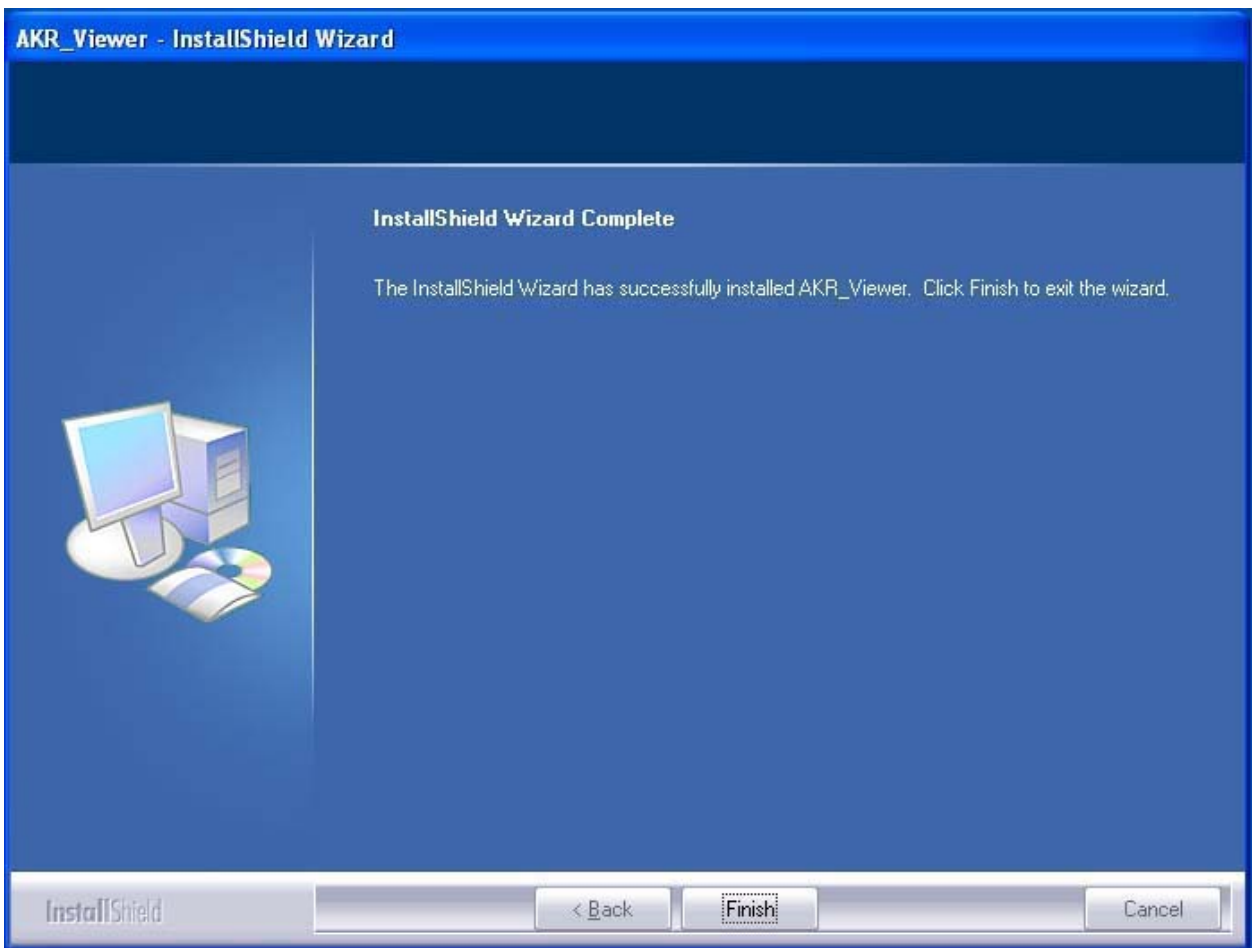 AKR_Viewer - InstallShield Wizard
InstallShield Wizard Complete
The InstallShield Wizard has successfully installed AKR_Viewer. Click Finish to exit the wizard.
InstallShield
< Back
Finish
Cancel